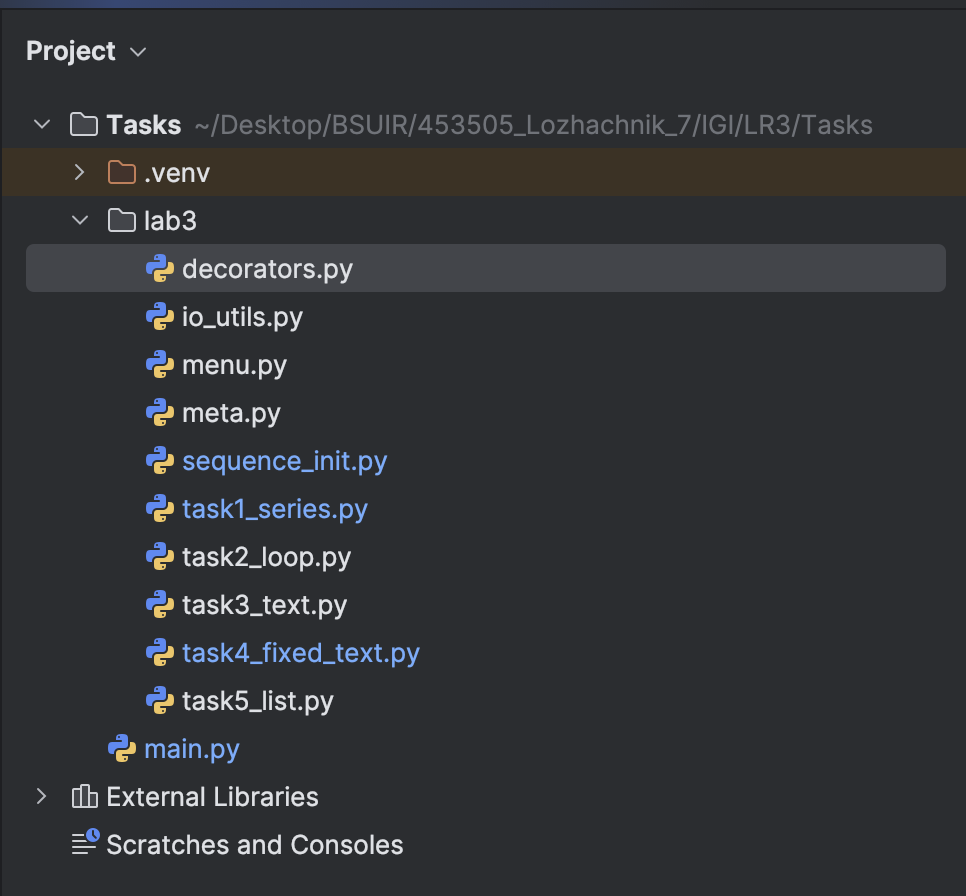 Project
Tasks ~/Desktop/BSUIR/453505_Lozhachnik_7/IGI/LR3/Tasks
.venv
lab3
decorators.py
io_utils.py
menu.py
meta.py
sequence_init.py
task1_series.py
task2_loop.py
task3_text.py
task4_fixed_text.py
task5_list.py
main.py
External Libraries
Scratches and Consoles